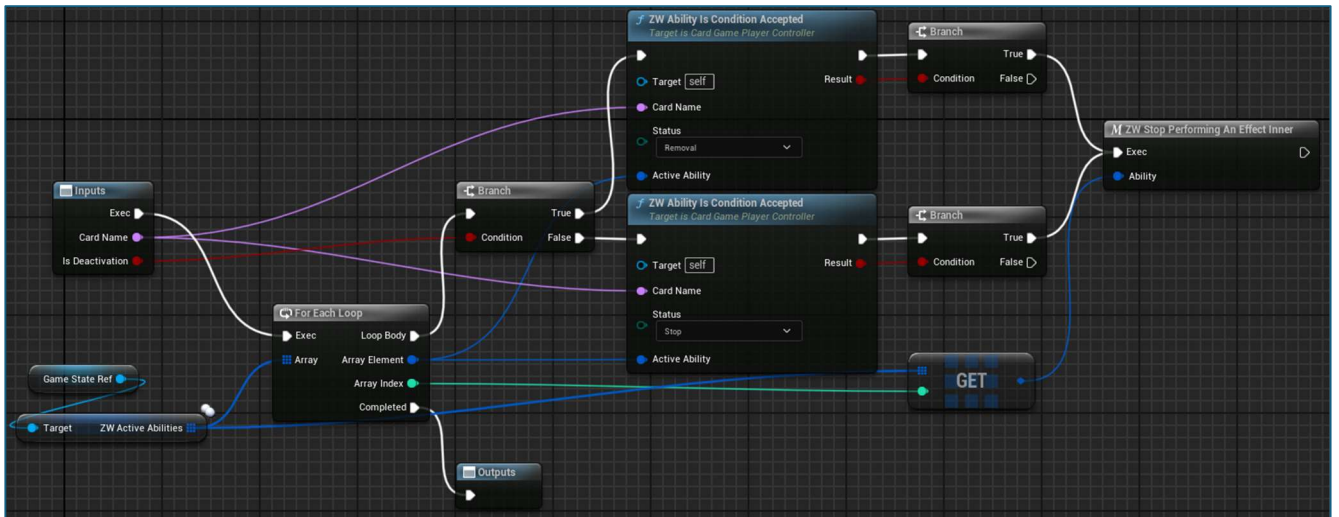 ZW Ability Is Condition Accepted
Target is Card Game Player Controller
Target self
Result
Card Name
Status
Removal
Active Ability
Branch
True
Condition
False
M ZW Stop Performing An Effect Inner
Exec
Ability
Inputs
Exec
Card Name
Is Deactivation
Branch
True
Condition
False
ZW Ability Is Condition Accepted
Target is Card Game Player Controller
Target self
Result
Card Name
Status
Stop
Active Ability
Branch
True
Condition
False
For Each Loop
Exec
Loop Body
Array
Array Element
Array Index
Completed
Game State Ref
Target
ZW Active Abilities
GET
Outputs